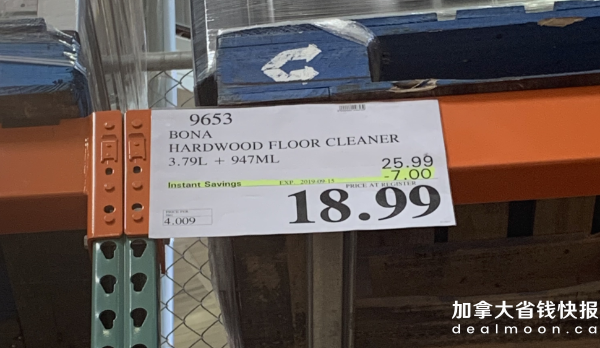 9653
BONA
HARDWOOD FLOOR CLEANER
3.79L + 947ML
25.99
Instant Savings EXP 2019-09-15 -7.00
PRICE AT REGISTER
18.99
4.009
加拿大省钱快报
dealmoon.ca